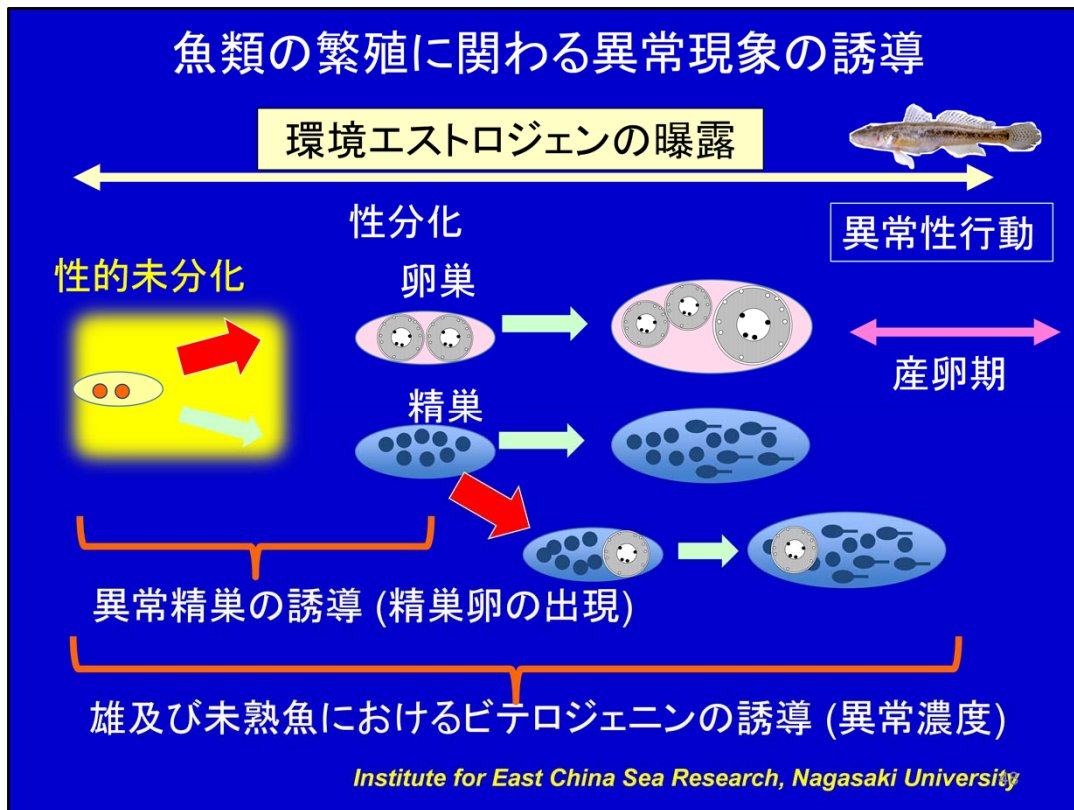 魚類の繁殖に関わる異常現象の誘導
環境エストロジェンの曝露
性分化
異常性行動
性的未分化
卵巣
産卵期
精巣
異常精巣の誘導 (精巣卵の出現)
雄及び未熟魚におけるビテロジェニンの誘導 (異常濃度)
Institute for East China Sea Research, Nagasaki University